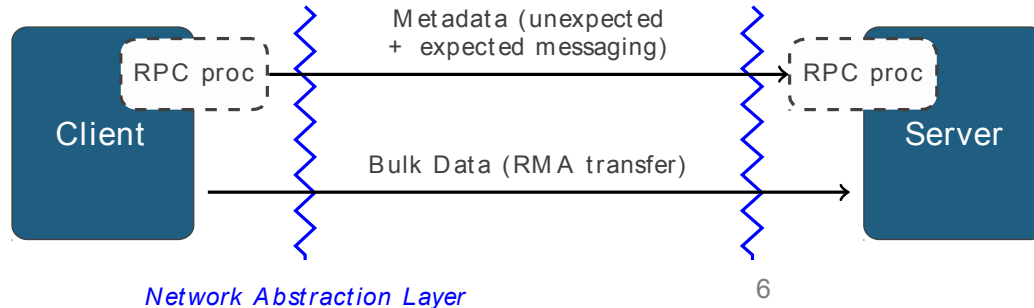 Metadata (unexpected
+ expected messaging)
RPC proc
RPC proc
Client
Server
Bulk Data (RMA transfer)
Network Abstraction Layer
6